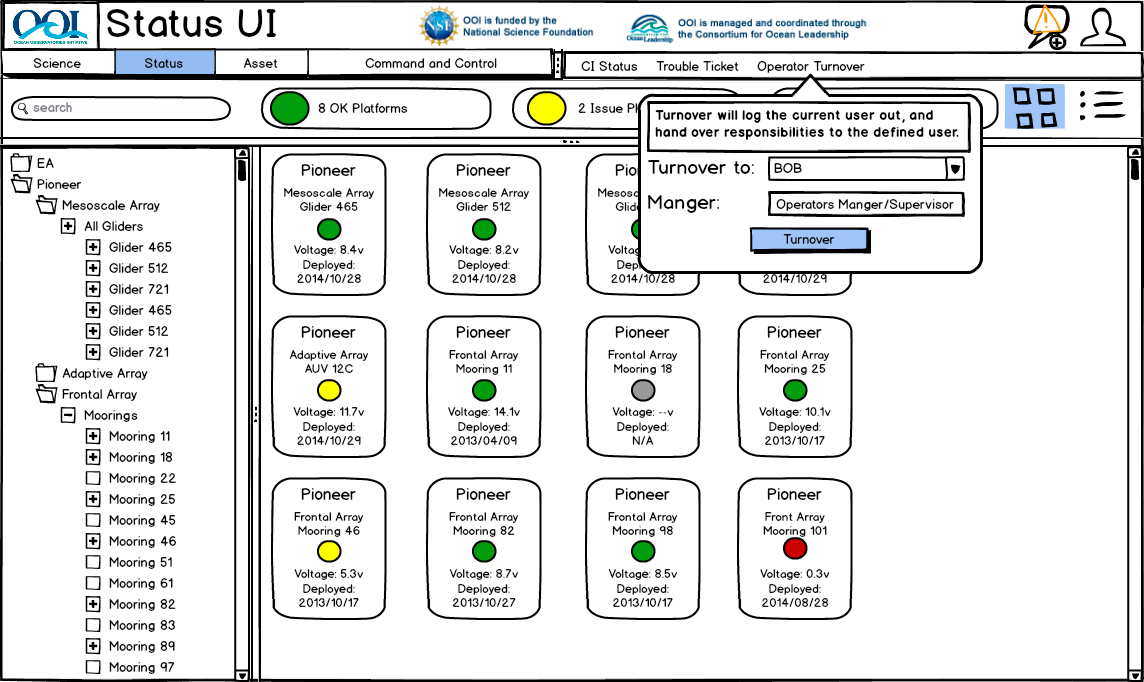 OOI
OCEAN OBSERVATORIES INITIATIVE
Status UI
NSF
OOI is funded by the
National Science Foundation
Ocean Leadership
OOI is managed and coordinated through
the Consortium for Ocean Leadership
Science
Status
Asset
Command and Control
CI Status
Trouble Ticket
Operator Turnover
search
8 OK Platforms
2 Issue Pl
Turnover will log the current user out, and
hand over responsibilities to the defined user.
Turnover to:
BOB
Manger:
Operators Manger/Supervisor
Turnover
EA
Pioneer
Mesoscale Array
All Gliders
Glider 465
Glider 512
Glider 721
Glider 465
Glider 512
Glider 721
Adaptive Array
Frontal Array
Moorings
Mooring 11
Mooring 18
Mooring 22
Mooring 25
Mooring 45
Mooring 46
Mooring 51
Mooring 61
Mooring 82
Mooring 83
Mooring 89
Mooring 97
Pioneer
Mesoscale Array
Glider 465
Voltage: 8.4v
Deployed:
2014/10/28
Pioneer
Mesoscale Array
Glider 512
Voltage: 8.2v
Deployed:
2014/10/28
Pio
Mesos
Glid
Volta
Dep
2014/10/28
2014/10/29
Pioneer
Adaptive Array
AUV 12C
Voltage: 11.7v
Deployed:
2014/10/29
Pioneer
Frontal Array
Mooring 11
Voltage: 14.1v
Deployed:
2013/04/09
Pioneer
Frontal Array
Mooring 18
Voltage: --v
Deployed:
N/A
Pioneer
Frontal Array
Mooring 25
Voltage: 10.1v
Deployed:
2013/10/17
Pioneer
Frontal Array
Mooring 46
Voltage: 5.3v
Deployed:
2013/10/17
Pioneer
Frontal Array
Mooring 82
Voltage: 8.7v
Deployed:
2013/10/27
Pioneer
Frontal Array
Mooring 98
Voltage: 8.5v
Deployed:
2013/10/17
Pioneer
Front Array
Mooring 101
Voltage: 0.3v
Deployed:
2014/08/28